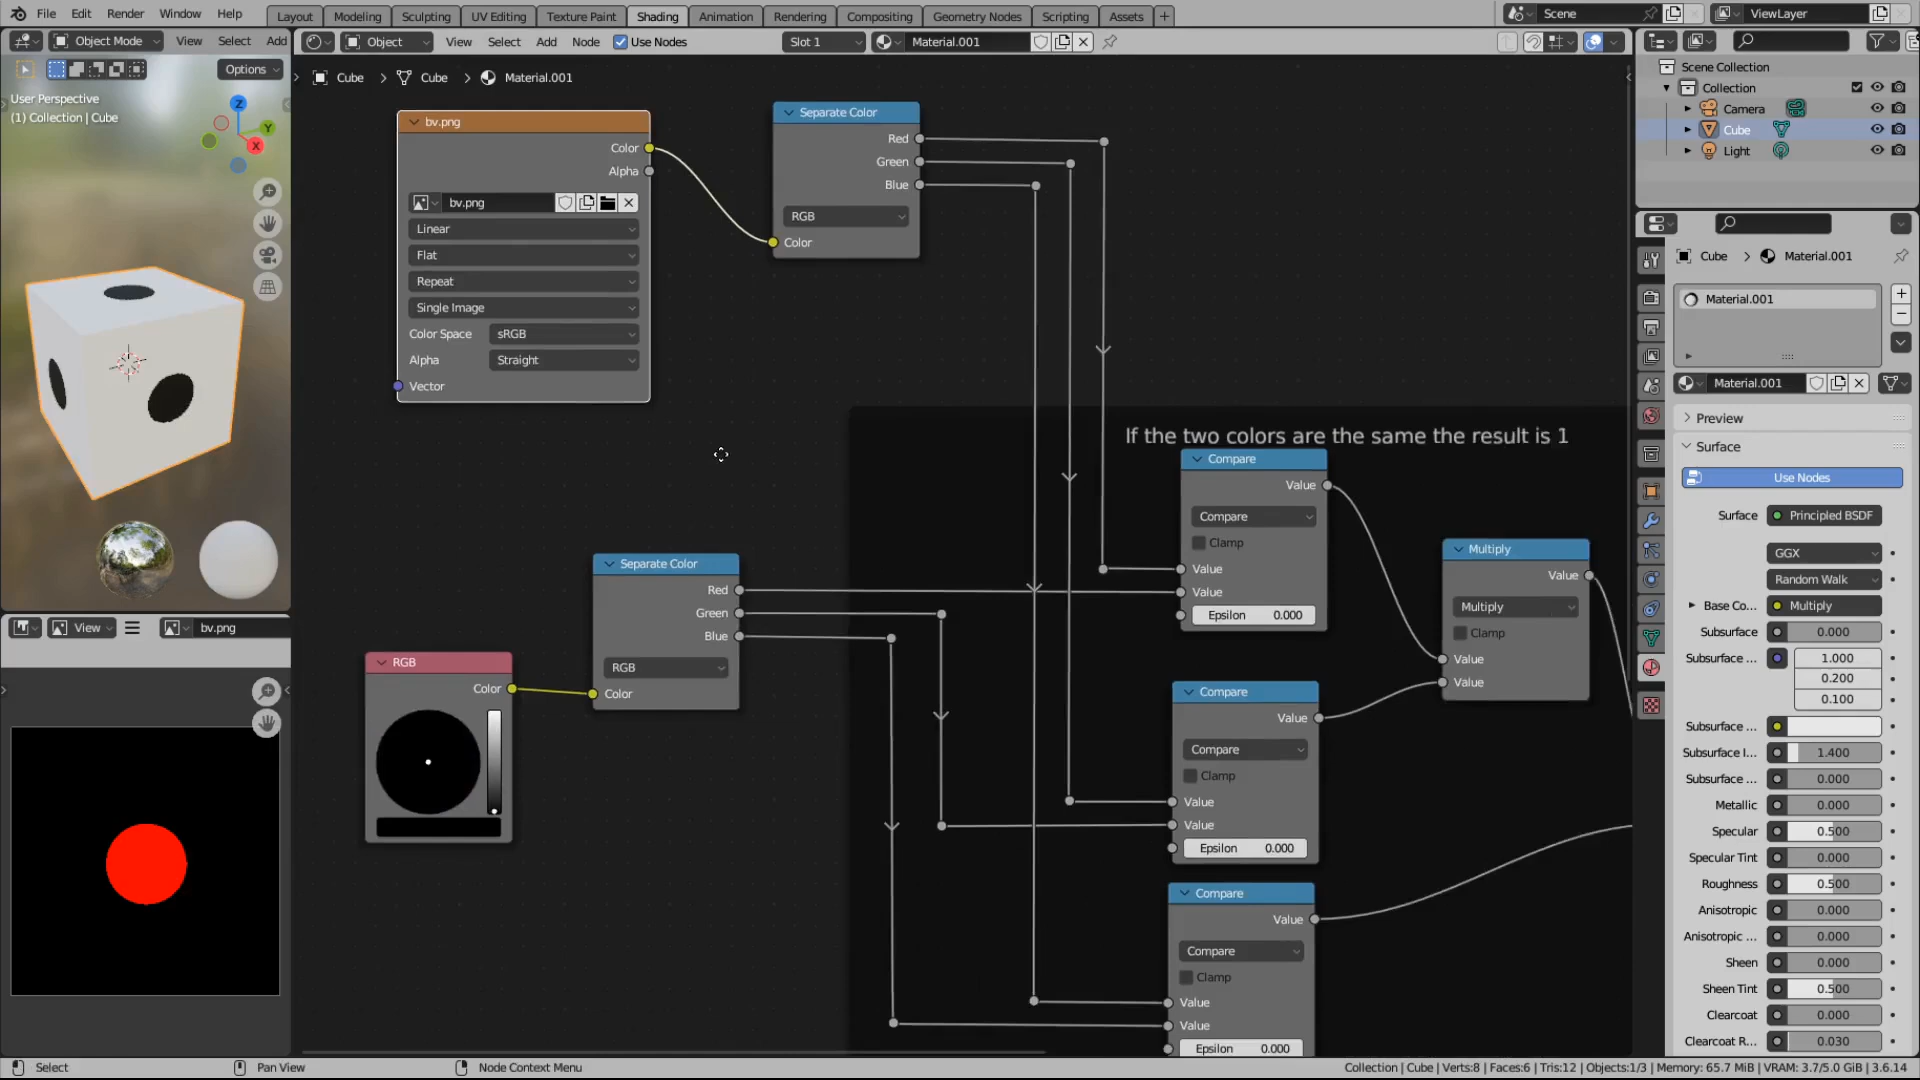 File Edit Render Window Help
Layout Modeling Sculpting UV Editing Texture Paint Shading Animation Rendering Compositing Geometry Nodes Scripting Assets +
Scene ViewLayer
Object Mode View Select Add
Object View Select Add Node Use Nodes Slot 1 Material.001
Options
User Perspective
(1) Collection | Cube
Z
Y
X
Cube > Cube > Material.001
bv.png
Color
Alpha
bv.png
Linear
Flat
Repeat
Single Image
Color Space sRGB
Alpha Straight
Vector
Separate Color
Red
Green
Blue
RGB
Color
If the two colors are the same the result is 1
Compare
Value
Compare
Clamp
Value
Value
Epsilon 0.000
Multiply
Value
Multiply
Clamp
Value
Value
Separate Color
Red
Green
Blue
RGB
Color
RGB
Color
Compare
Value
Compare
Clamp
Value
Value
Epsilon 0.000
Compare
Value
Compare
Clamp
Value
Value
Epsilon 0.000
View bv.png
Scene Collection
Collection
Camera
Cube
Light
Cube > Material.001
Material.001
Material.001
Preview
Surface
Use Nodes
Surface Principled BSDF
GGX
Random Walk
Base Co... Multiply
Subsurface 0.000
Subsurface ... 1.000
0.200
0.100
Subsurface ...
Subsurface I... 1.400
Subsurface ... 0.000
Metallic 0.000
Specular 0.500
Specular Tint 0.000
Roughness 0.500
Anisotropic 0.000
Anisotropic ... 0.000
Sheen 0.000
Sheen Tint 0.500
Clearcoat 0.000
Clearcoat R... 0.030
Select Pan View Node Context Menu
Collection | Cube | Verts:8 | Faces:6 | Tris:12 | Objects:1/3 | Memory: 65.7 MiB | VRAM: 3.7/5.0 GiB | 3.6.14